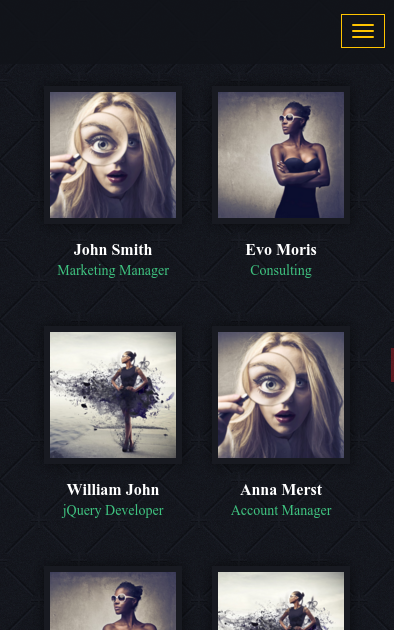 John Smith
Marketing Manager
Evo Moris
Consulting
William John
jQuery Developer
Anna Merst
Account Manager